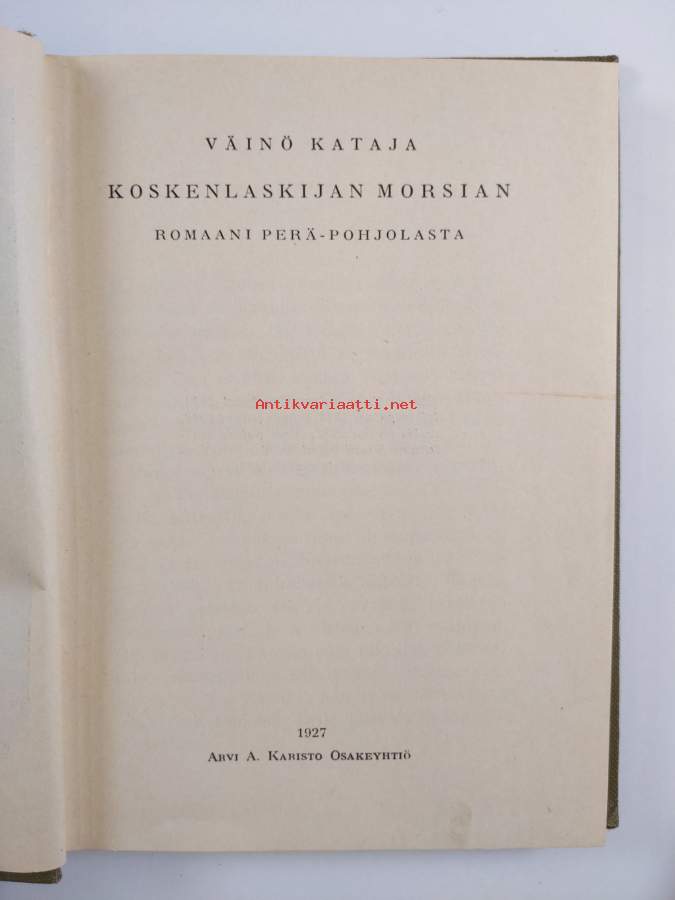 VÄINÖ KATAJA
KOSKENLASKIJAN MORSIAN
ROMAANI PERÄ-POHJOLASTA
Antikvariaatti.net
1927
ARVI A. KARISTO OSAKEYHTIÖ